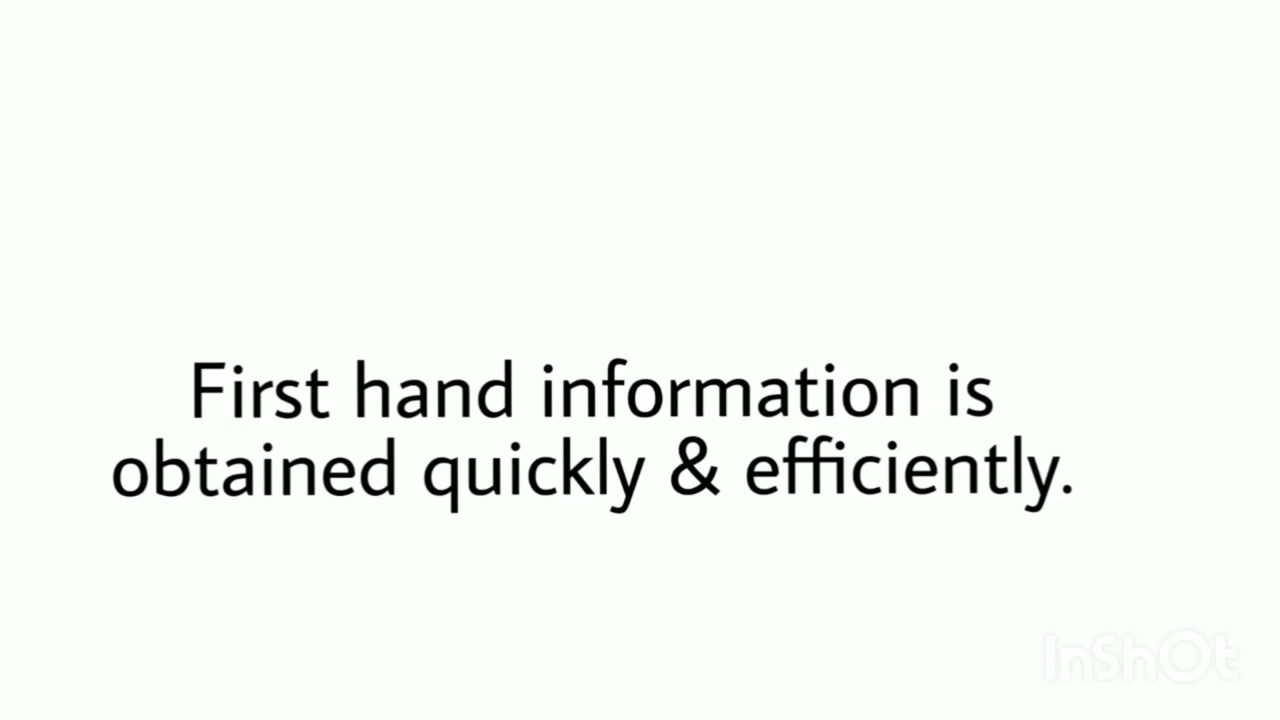 First hand information is
obtained quickly & efficiently.
InShOt